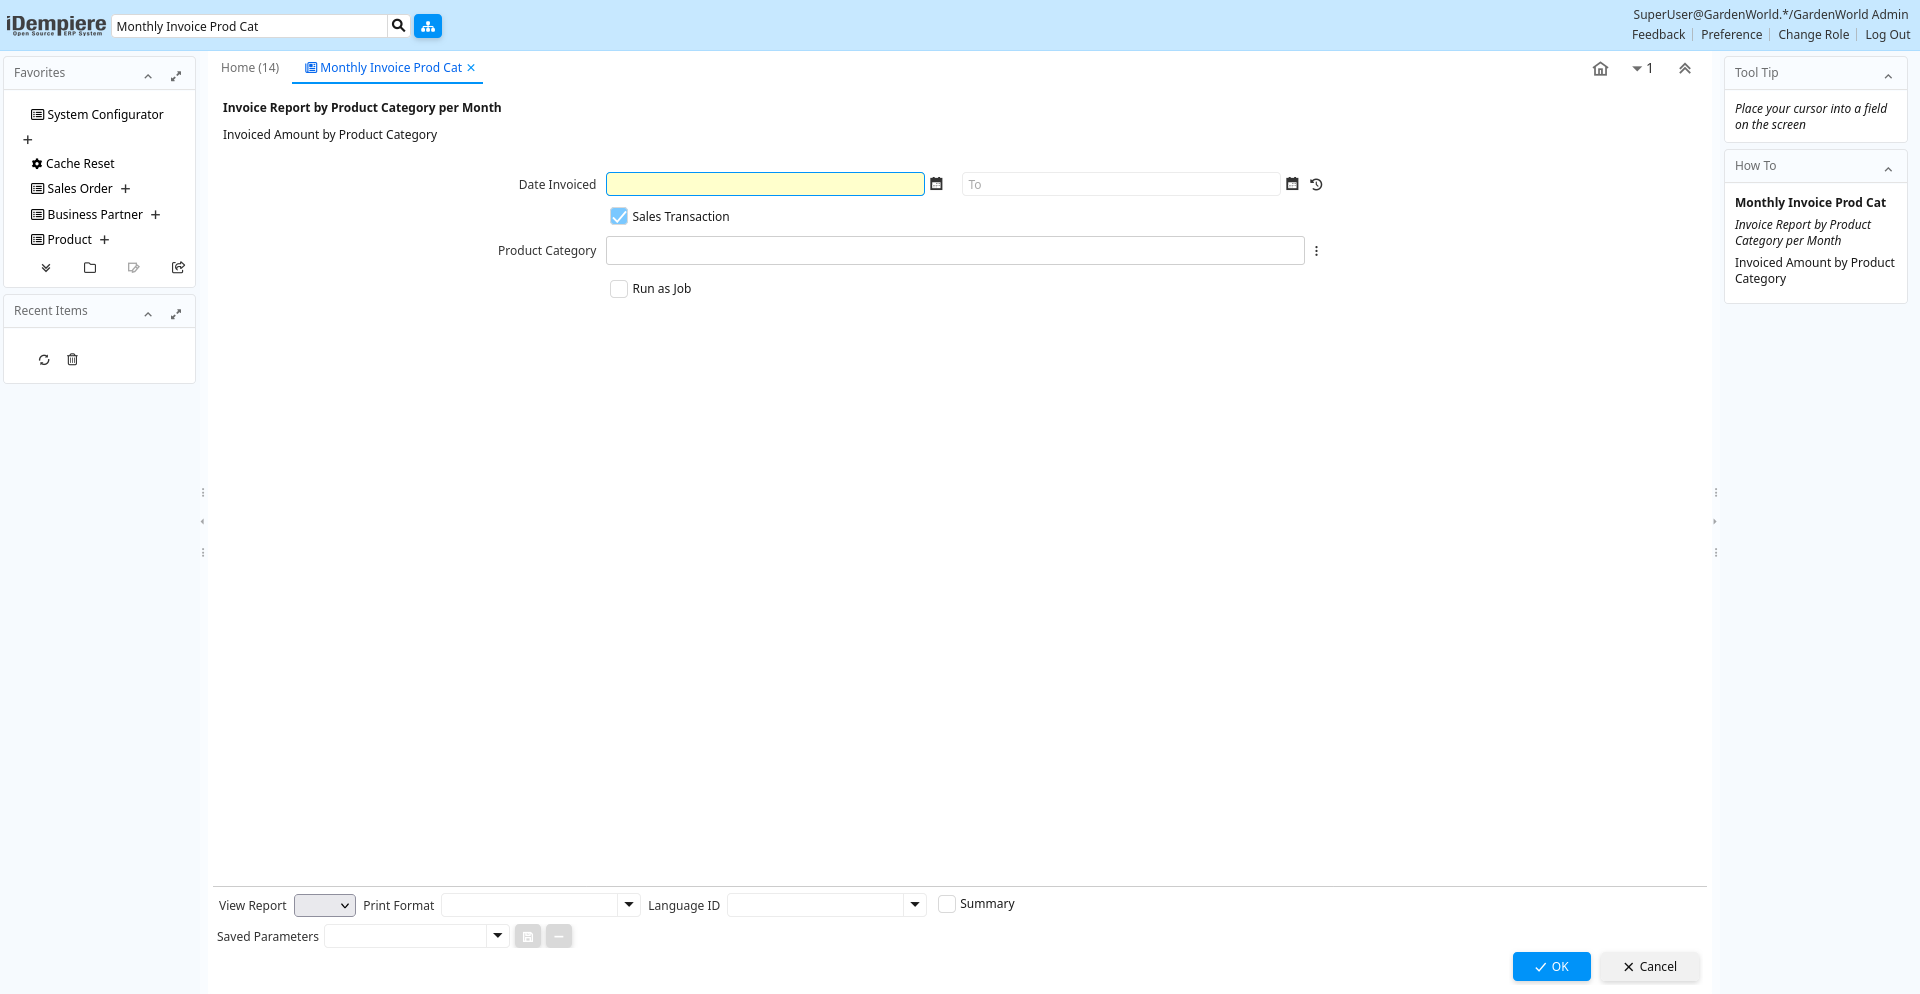 iDempiere
Open Source ERP System
Monthly Invoice Prod Cat
SuperUser@GardenWorld.*/GardenWorld Admin
Feedback
Preference
Change Role
Log Out
Favorites
System Configurator
Cache Reset
Sales Order
Business Partner
Product
Recent Items
Home (14)
Monthly Invoice Prod Cat
1
Invoice Report by Product Category per Month
Invoiced Amount by Product Category
Date Invoiced
To
Sales Transaction
Product Category
Run as Job
View Report
Print Format
Language ID
Summary
Saved Parameters
OK
Cancel
Tool Tip
Place your cursor into a field
on the screen
How To
Monthly Invoice Prod Cat
Invoice Report by Product
Category per Month
Invoiced Amount by Product
Category